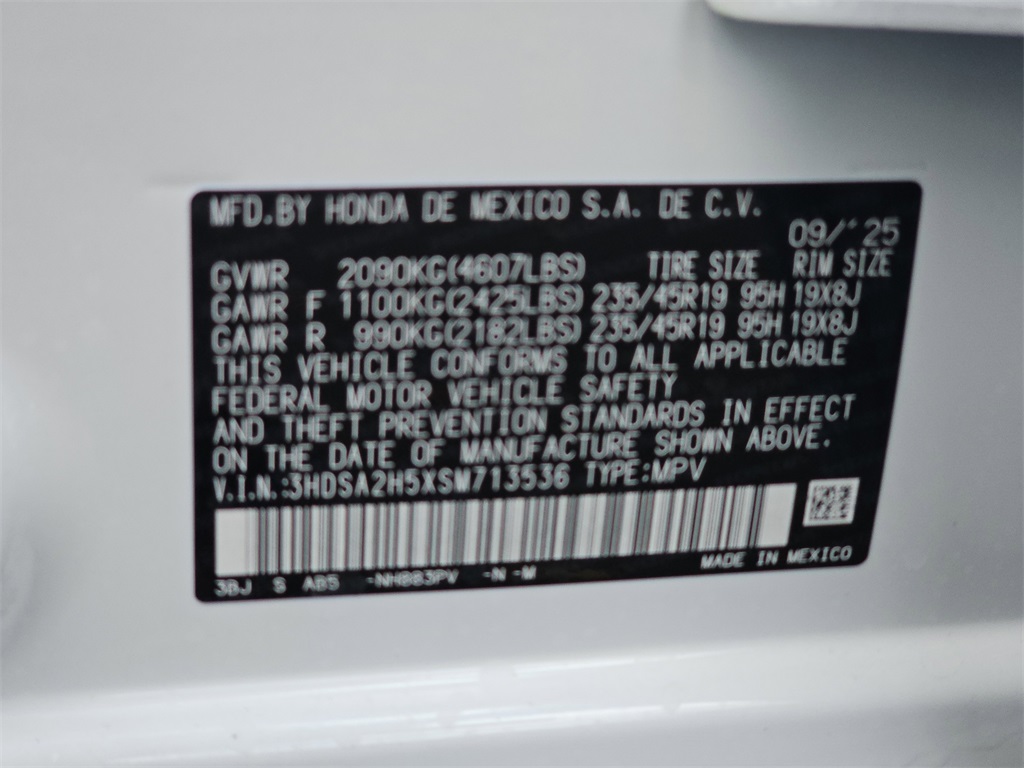 MFD.BY HONDA DE MEXICO S.A. DE C.V.
09/'25
GVWR 2090KG(4607LBS) TIRE SIZE RIM SIZE
GAWR F 1100KG(2425LBS) 235/45R19 95H 19X8J
GAWR R 990KG(2182LBS) 235/45R19 95H 19X8J
THIS VEHICLE CONFORMS TO ALL APPLICABLE
FEDERAL MOTOR VEHICLE SAFETY
AND THEFT PREVENTION STANDARDS IN EFFECT
ON THE DATE OF MANUFACTURE SHOWN ABOVE.
V.I.N.:3HDSA2H5XSM713536 TYPE:MPV
3BJ S AB5 -NH883PV -N -M
MADE IN MEXICO